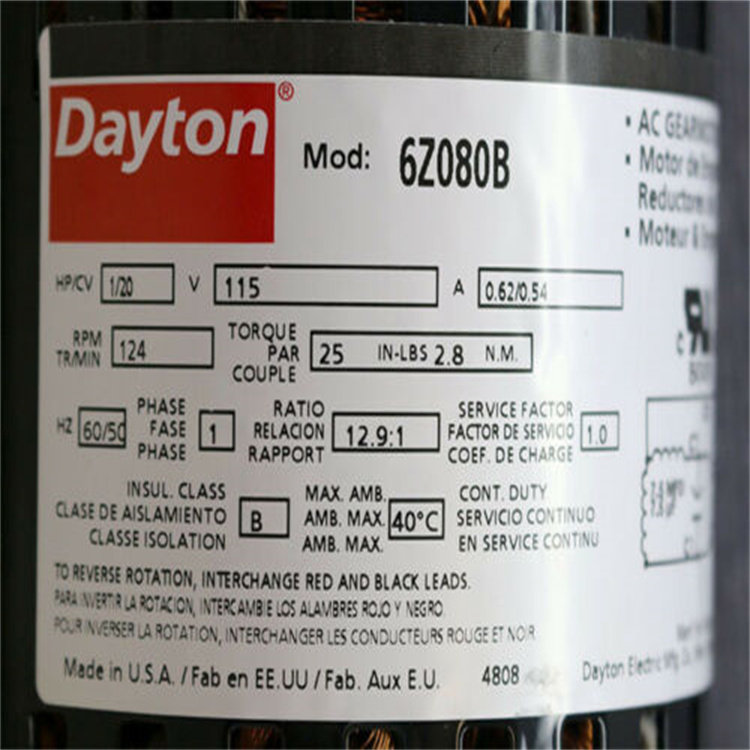 Dayton®
Mod: 6Z080B
• AC GEARMOTO
• Motor de
Reductores
• Moteur &
HP/CV 1/20 V 115 A 0.62/0.54
RPM
TR/MIN 124
TORQUE
PAR
COUPLE
25 IN-LBS 2.8 N.M.
HZ 60/50
PHASE
FASE
PHASE
1
RATIO
RELACION
RAPPORT
12.9:1
SERVICE FACTOR
FACTOR DE SERVICIO
COEF. DE CHARGE
1.0
INSUL. CLASS
CLASE DE AISLAMIENTO
CLASSE ISOLATION
B
MAX. AMB.
AMB. MAX.
AMB. MAX.
40°C
CONT. DUTY
SERVICIO CONTINUO
EN SERVICE CONTINU
TO REVERSE ROTATION, INTERCHANGE RED AND BLACK LEADS.
PARA INVERTIR LA ROTACION, INTERCAMBIE LOS ALAMBRES ROJO Y NEGRO
POUR INVERSER LA ROTATION, INTERCHANGER LES CONDUCTEURS ROUGE ET NOIR
Made in U.S.A. / Fab en EE.UU / Fab. Aux E.U. 4808
Dayton Electric Mfg. Co.